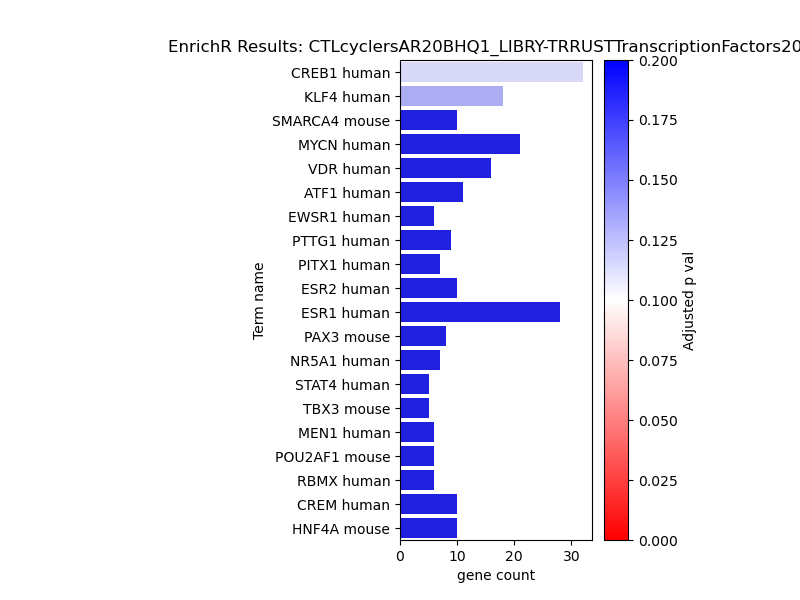 EnrichR Results: CTLcyclersAR20BHQ1_LIBRY-TRRUSTTranscriptionFactors20
CREB1 human
KLF4 human
SMARCA4 mouse
MYCN human
VDR human
ATF1 human
EWSR1 human
PTTG1 human
PITX1 human
ESR2 human
ESR1 human
PAX3 mouse
NR5A1 human
STAT4 human
TBX3 mouse
MEN1 human
POU2AF1 mouse
RBMX human
CREM human
HNF4A mouse
Term name
0 10 20 30
gene count
0.200
0.175
0.150
0.125
0.100
0.075
0.050
0.025
0.000
Adjusted p val